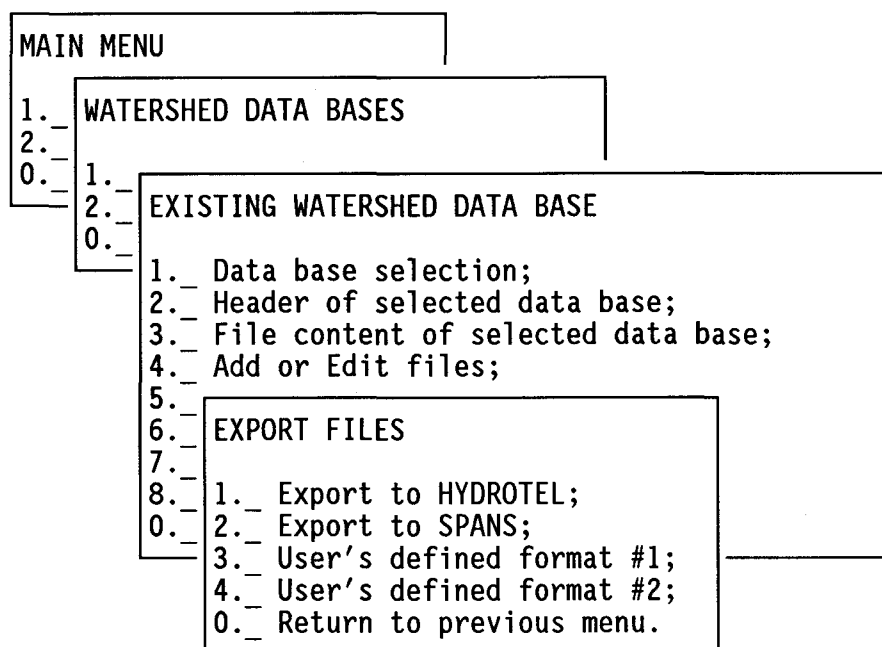 MAIN MENU
1._ WATERSHED DATA BASES
2._
0._ 1._
2._ EXISTING WATERSHED DATA BASE
0._
1._ Data base selection;
2._ Header of selected data base;
3._ File content of selected data base;
4._ Add or Edit files;
5._
6._ EXPORT FILES
7._
8._ 1._ Export to HYDROTEL;
0._ 2._ Export to SPANS;
3._ User's defined format #1;
4._ User's defined format #2;
0._ Return to previous menu.